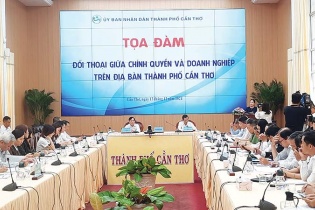 ỦY BAN NHÂN DÂN THÀNH PHỐ CẦN THƠ
TỌA ĐÀM
ĐỐI THOẠI GIỮA CHÍNH QUYỀN VÀ DOANH NGHIỆP
TRÊN ĐỊA BÀN THÀNH PHỐ CẦN THƠ
THÀNH PHỐ CẦN THƠ